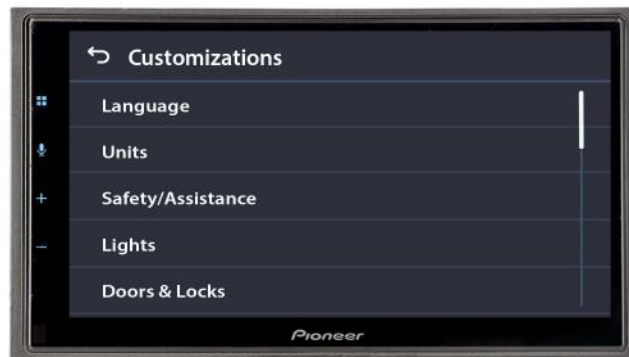 Customizations
Language
Units
Safety/Assistance
Lights
Doors & Locks
Pioneer